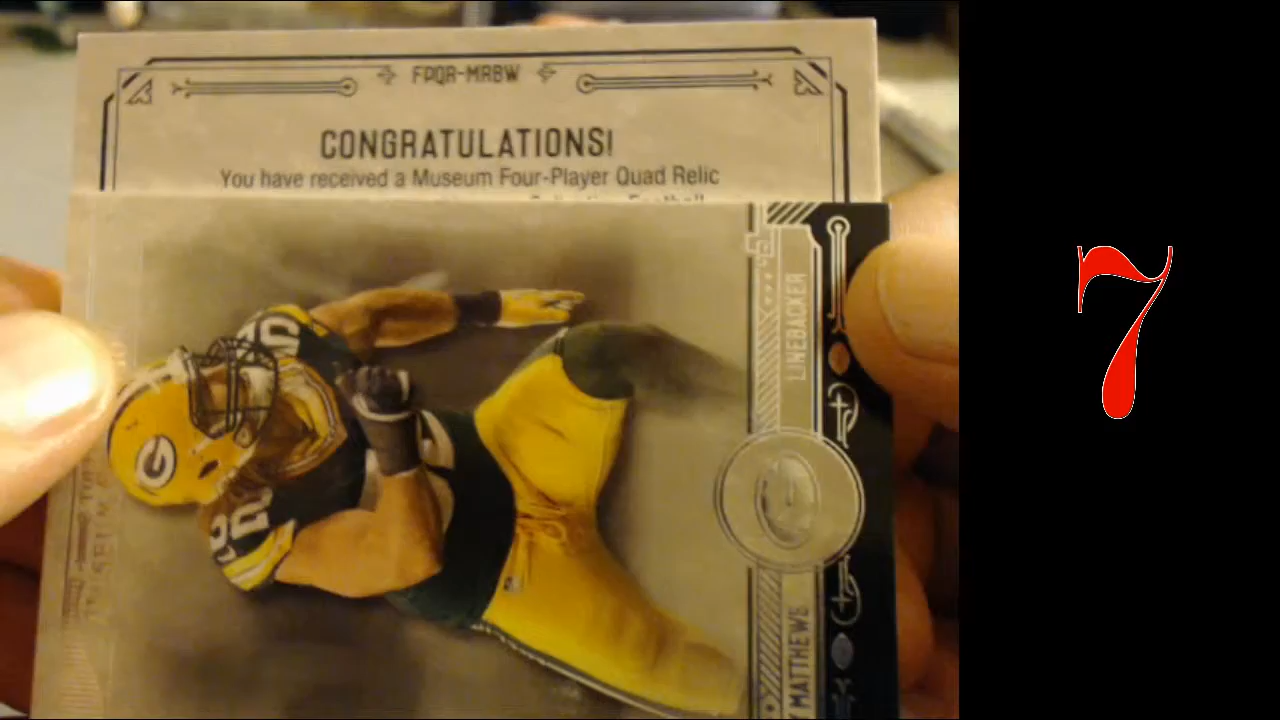 FPQR-MRBW
CONGRATULATIONS!
You have received a Museum Four-Player Quad Relic
LINEBACKER
G
G
MATTHEWS
7